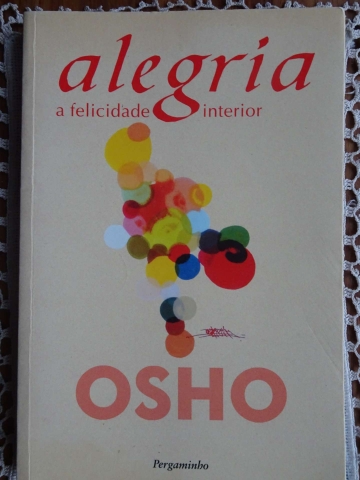 alegria
a felicidade interior
OSHO
Pergaminho